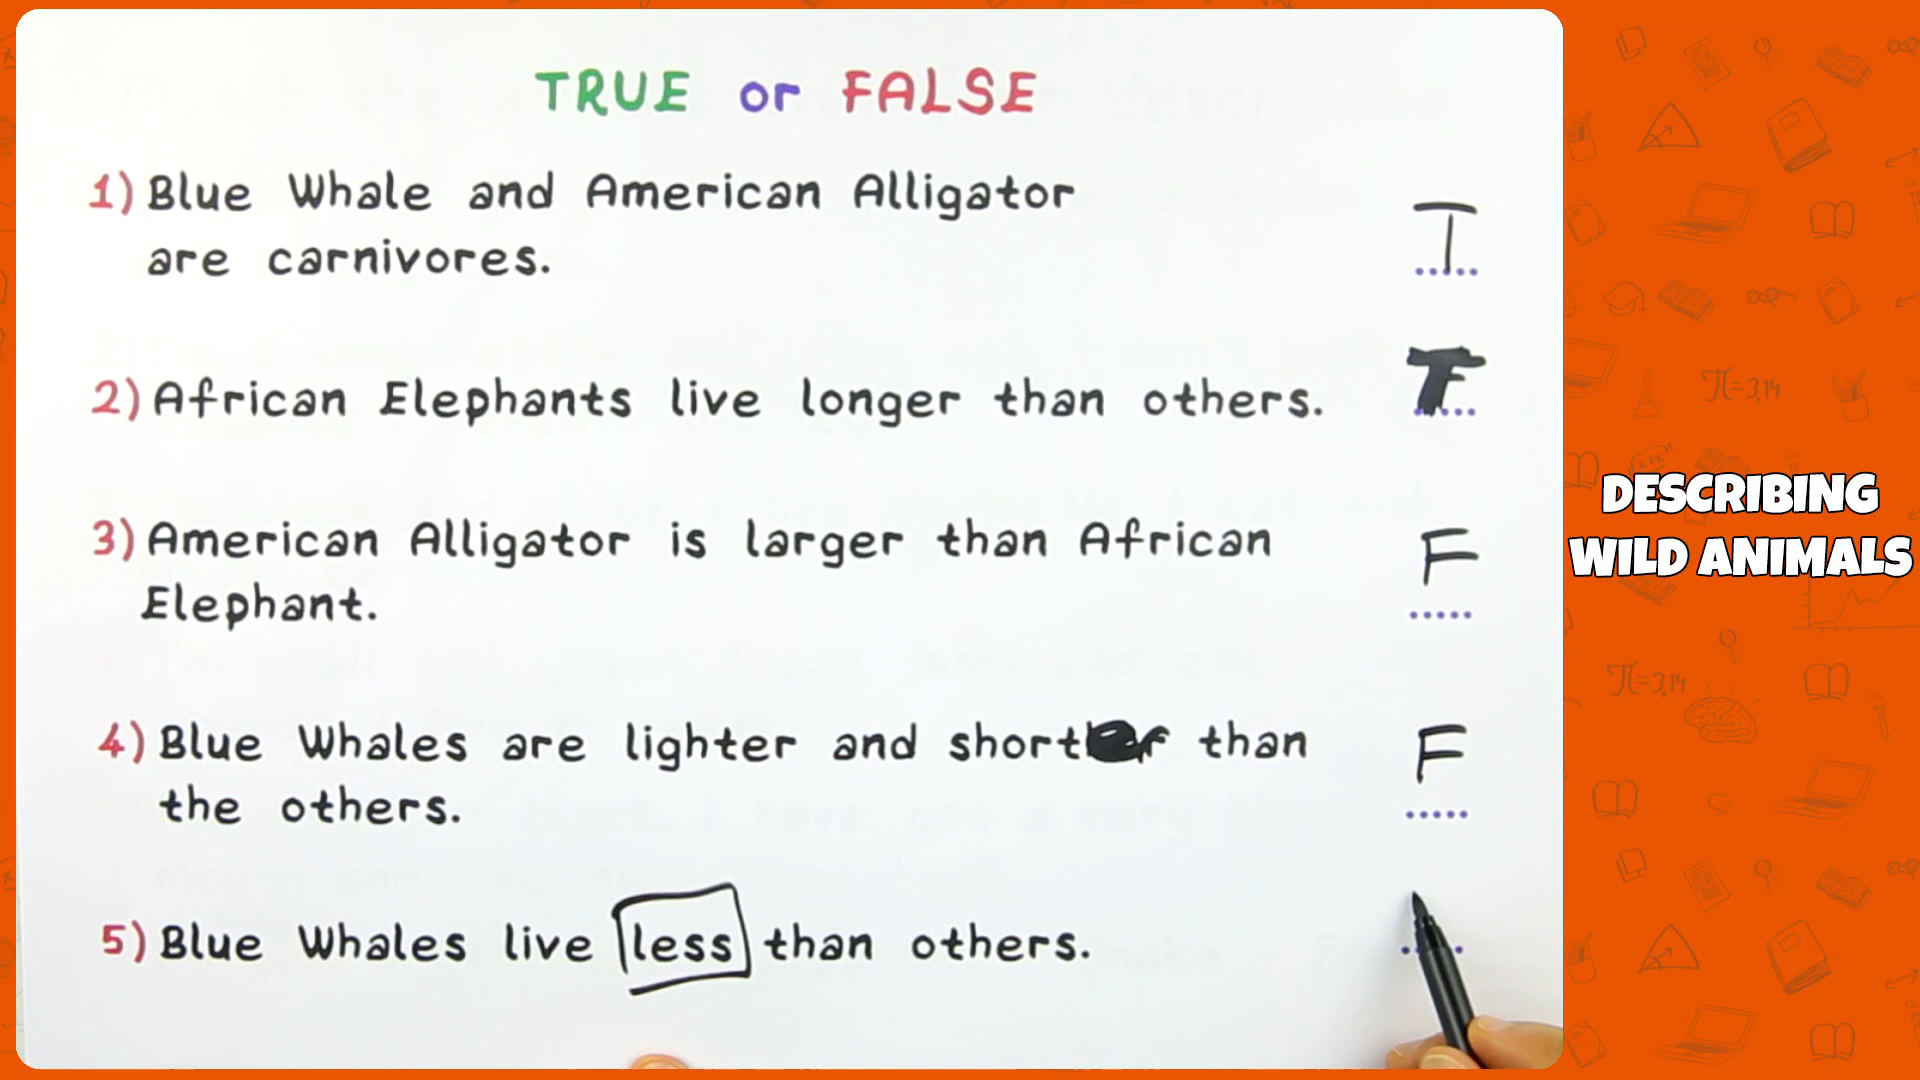 TRUE or FALSE
1) Blue Whale and American Alligator
are carnivores.
T
2) African Elephants live longer than others.
3) American Alligator is larger than African
Elephant.
F
4) Blue Whales are lighter and shorter than
the others.
F
5) Blue Whales live less than others.
DESCRIBING
WILD ANIMALS